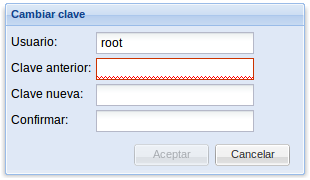 Cambiar clave
Usuario: root
Clave anterior:
Clave nueva:
Confirmar:
Aceptar Cancelar